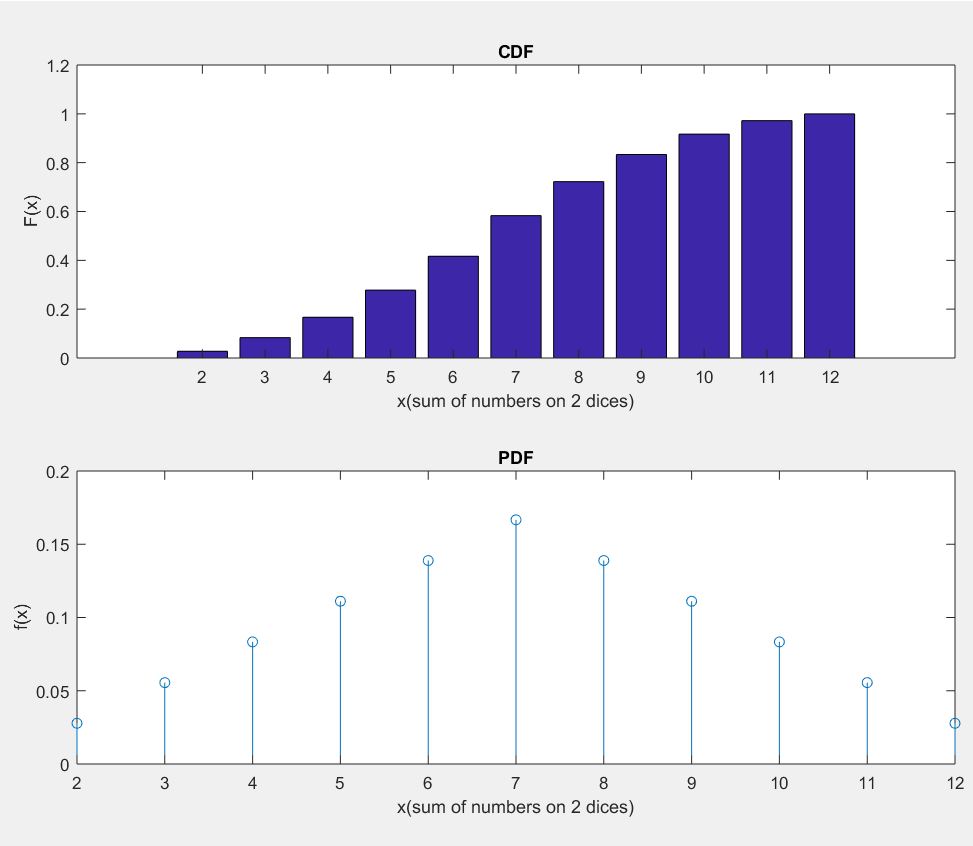 CDF
1.2
1
0.8
0.6
0.4
0.2
0
F(x)
2 3 4 5 6 7 8 9 10 11 12
x(sum of numbers on 2 dices)
PDF
0.2
0.15
0.1
0.05
0
f(x)
2 3 4 5 6 7 8 9 10 11 12
x(sum of numbers on 2 dices)